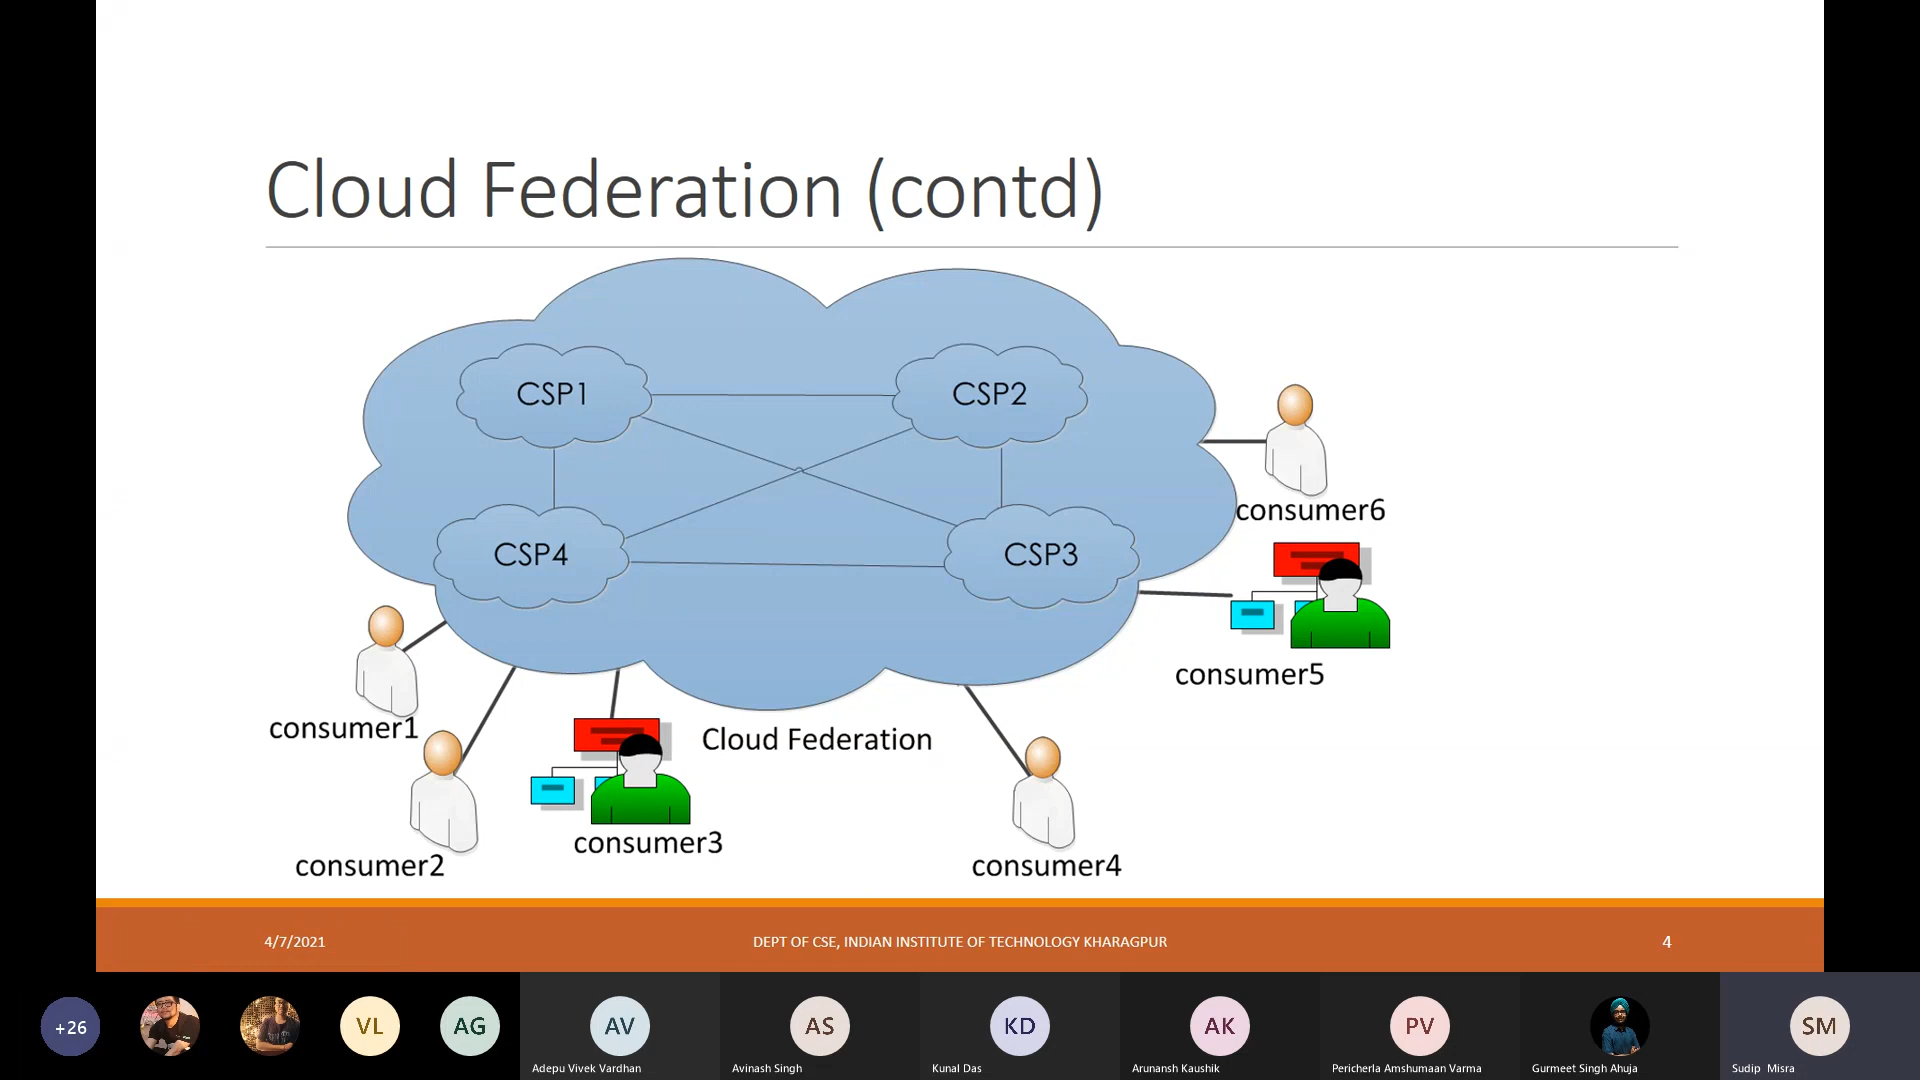 Cloud Federation (contd)
CSP1
CSP2
CSP4
CSP3
consumer6
consumer5
consumer1
Cloud Federation
consumer3
consumer2
consumer4
4/7/2021
DEPT OF CSE, INDIAN INSTITUTE OF TECHNOLOGY KHARAGPUR
4
+26
VL
AG
AV
AS
KD
AK
PV
SM
Adepu Vivek Vardhan
Avinash Singh
Kunal Das
Arunansh Kaushik
Pericherla Amshumaan Varma
Gurmeet Singh Ahuja
Sudip Misra